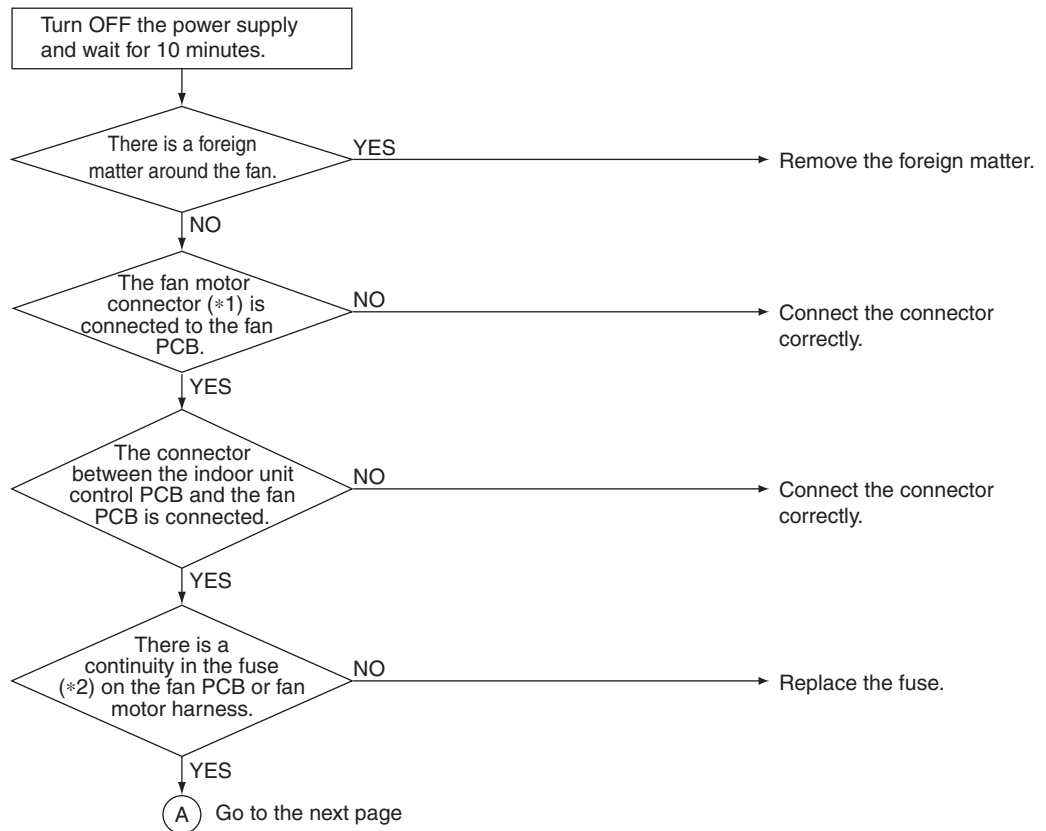 Turn OFF the power supply
and wait for 10 minutes.
There is a foreign
matter around the fan.
YES
Remove the foreign matter.
NO
The fan motor
connector (*1) is
connected to the fan
PCB.
NO
Connect the connector
correctly.
YES
The connector
between the indoor unit
control PCB and the fan
PCB is connected.
NO
Connect the connector
correctly.
YES
There is a
continuity in the fuse
(*2) on the fan PCB or fan
motor harness.
NO
Replace the fuse.
YES
A Go to the next page